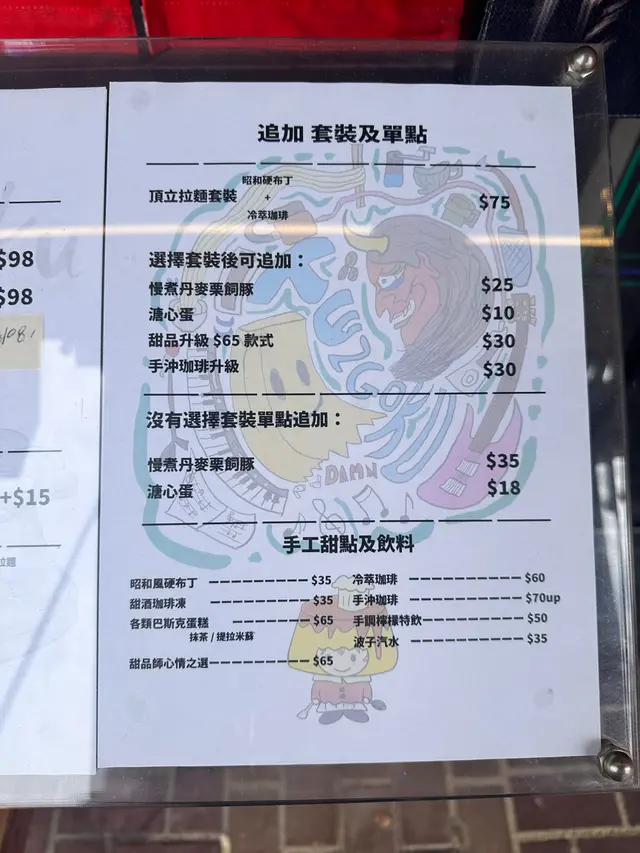 $98
$98
+$15
拉麵
追加 套裝及單點
昭和硬布丁
頂立拉麵套裝 + $75
冷萃珈琲
選擇套裝後可追加：
慢煮丹麥栗飼豚 $25
溏心蛋 $10
甜品升級 $65 款式 $30
手沖珈琲升級 $30
沒有選擇套裝單點追加：
慢煮丹麥栗飼豚 $35
溏心蛋 $18
DAMN
手工甜點及飲料
昭和風硬布丁 $35 冷萃珈琲 $60
甜酒珈琲凍 $35 手沖珈琲 $70up
各類巴斯克蛋糕 $65 手調檸檬特飲 $50
抹茶 / 提拉米蘇 波子汽水 $35
甜品師心情之選 $65